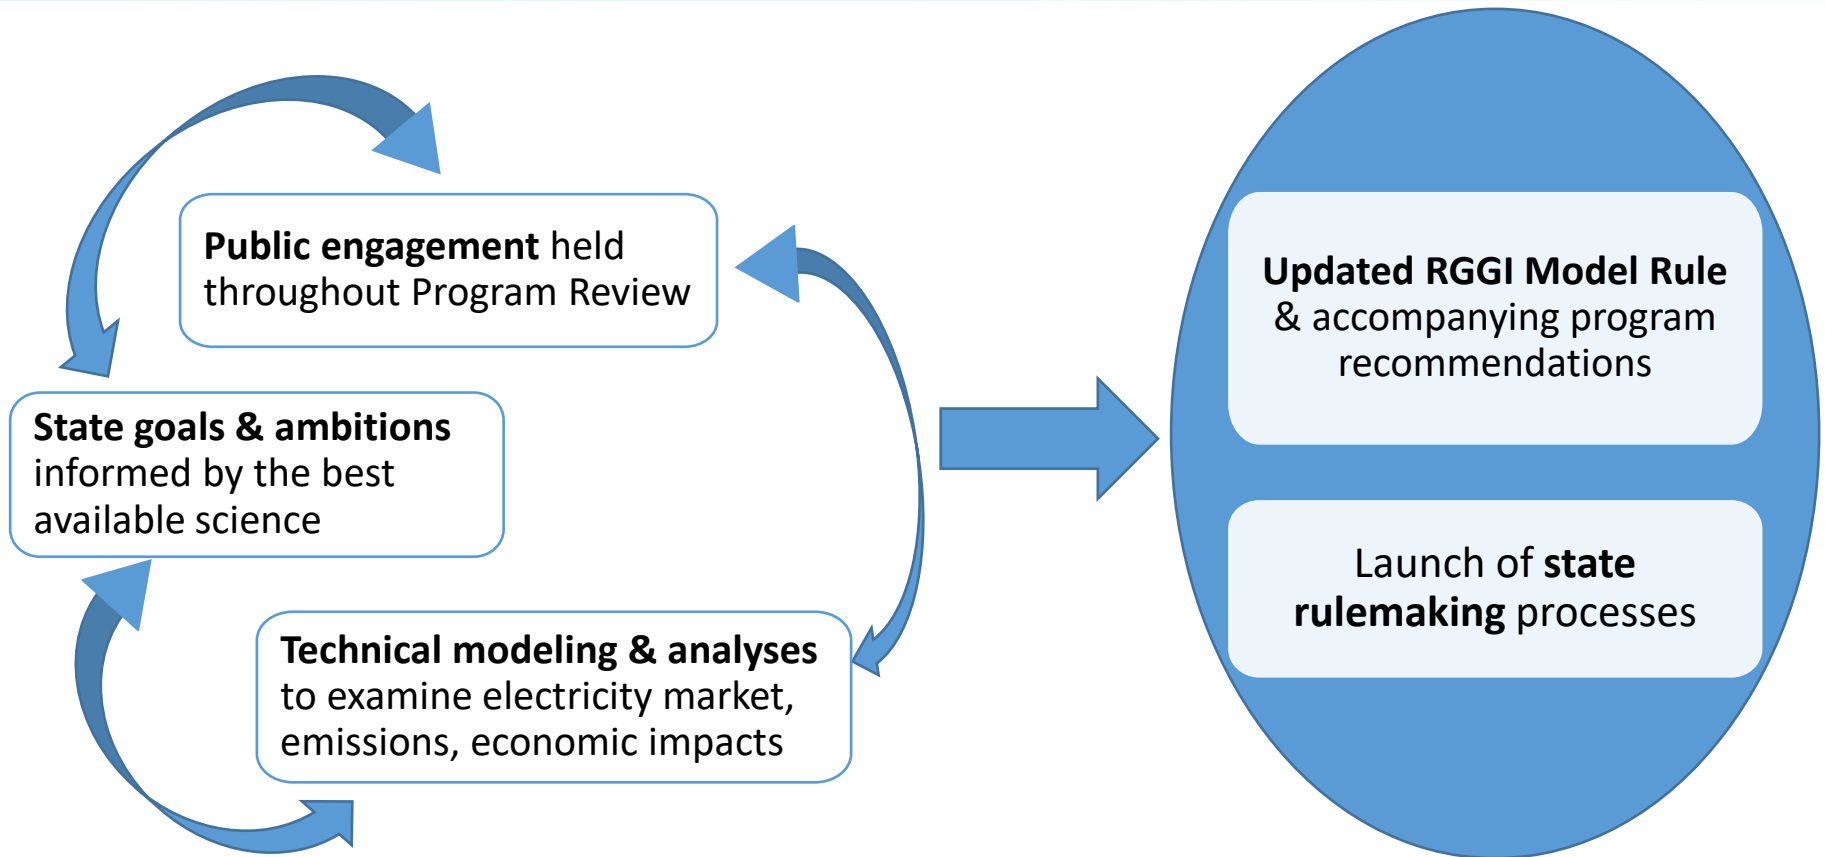 Public engagement held
throughout Program Review
State goals & ambitions
informed by the best
available science
Technical modeling & analyses
to examine electricity market,
emissions, economic impacts
Updated RGGI Model Rule
& accompanying program
recommendations
Launch of state
rulemaking processes